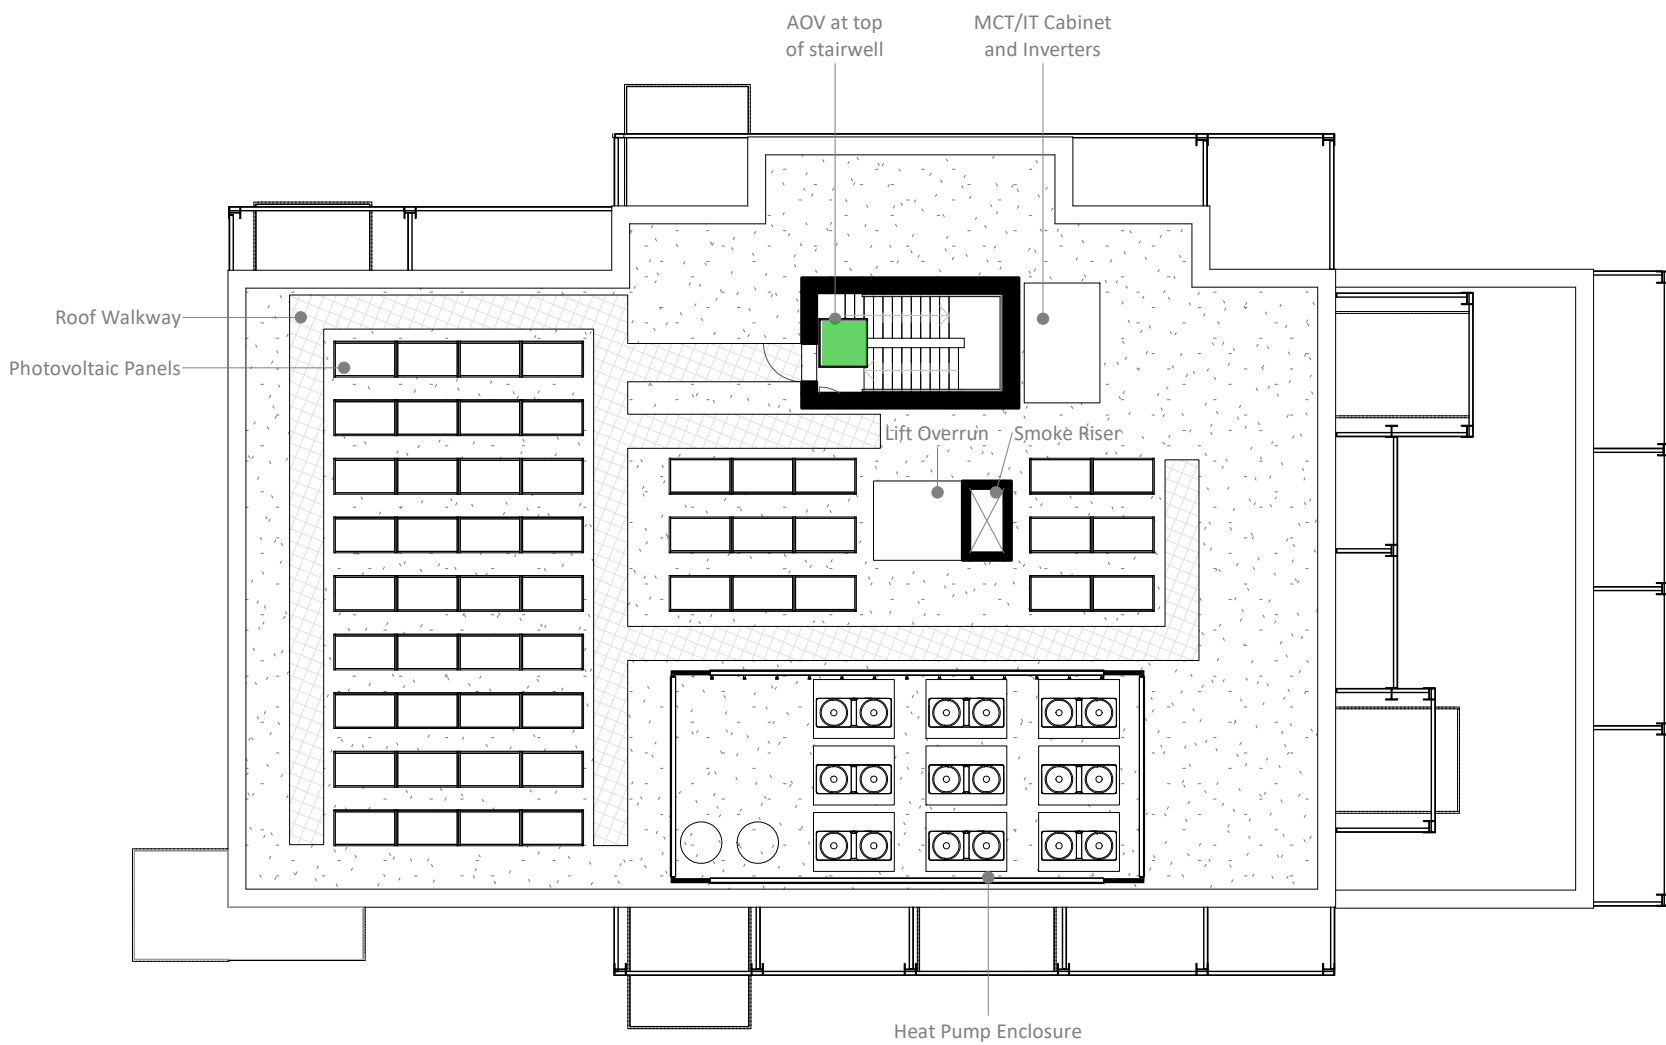 AOV at top
of stairwell
MCT/IT Cabinet
and Inverters
Roof Walkway
Photovoltaic Panels
Lift Overrun
Smoke Riser
Heat Pump Enclosure